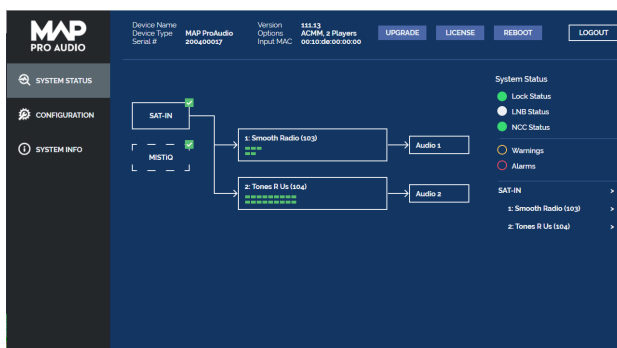 MAP
PRO AUDIO
Device Name
Device Type MAP ProAudio
Serial # 200400017
Version 111.13
Options ACMM, 2 Players
Input MAC 00:10:de:00:00:00
UPGRADE
LICENSE
REBOOT
LOGOUT
SYSTEM STATUS
CONFIGURATION
SYSTEM INFO
SAT-IN
MISTiQ
1: Smooth Radio (103)
Audio 1
2: Tones R Us (104)
Audio 2
System Status
Lock Status
LNB Status
NCC Status
Warnings
Alarms
SAT-IN >
1: Smooth Radio (103) >
2: Tones R Us (104) >